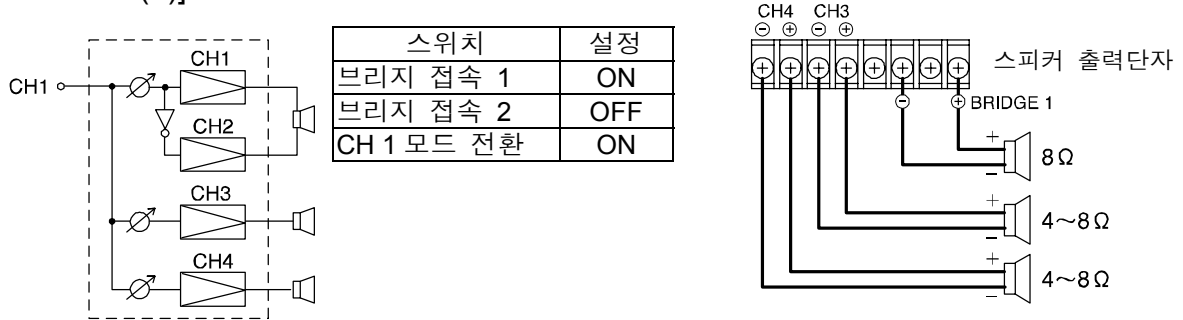 CH1
CH1
CH2
CH3
CH4
스위치 설정
브리지 접속 1 ON
브리지 접속 2 OFF
CH 1 모드 전환 ON
CH4 CH3
⊖ ⊕ ⊖ ⊕
스피커 출력단자
⊖ ⊕ BRIDGE 1
+
8Ω
−
+
4~8Ω
−
+
4~8Ω
−